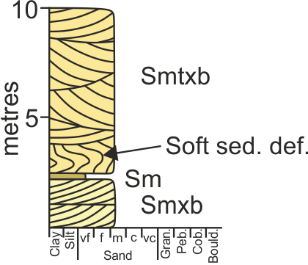 10
Smtxb
5
metres
Soft sed. def.
Sm
Smxb
Clay
Silt
vf
f
m
c
vc
Gran.
Peb.
Cob.
Bould.
Sand